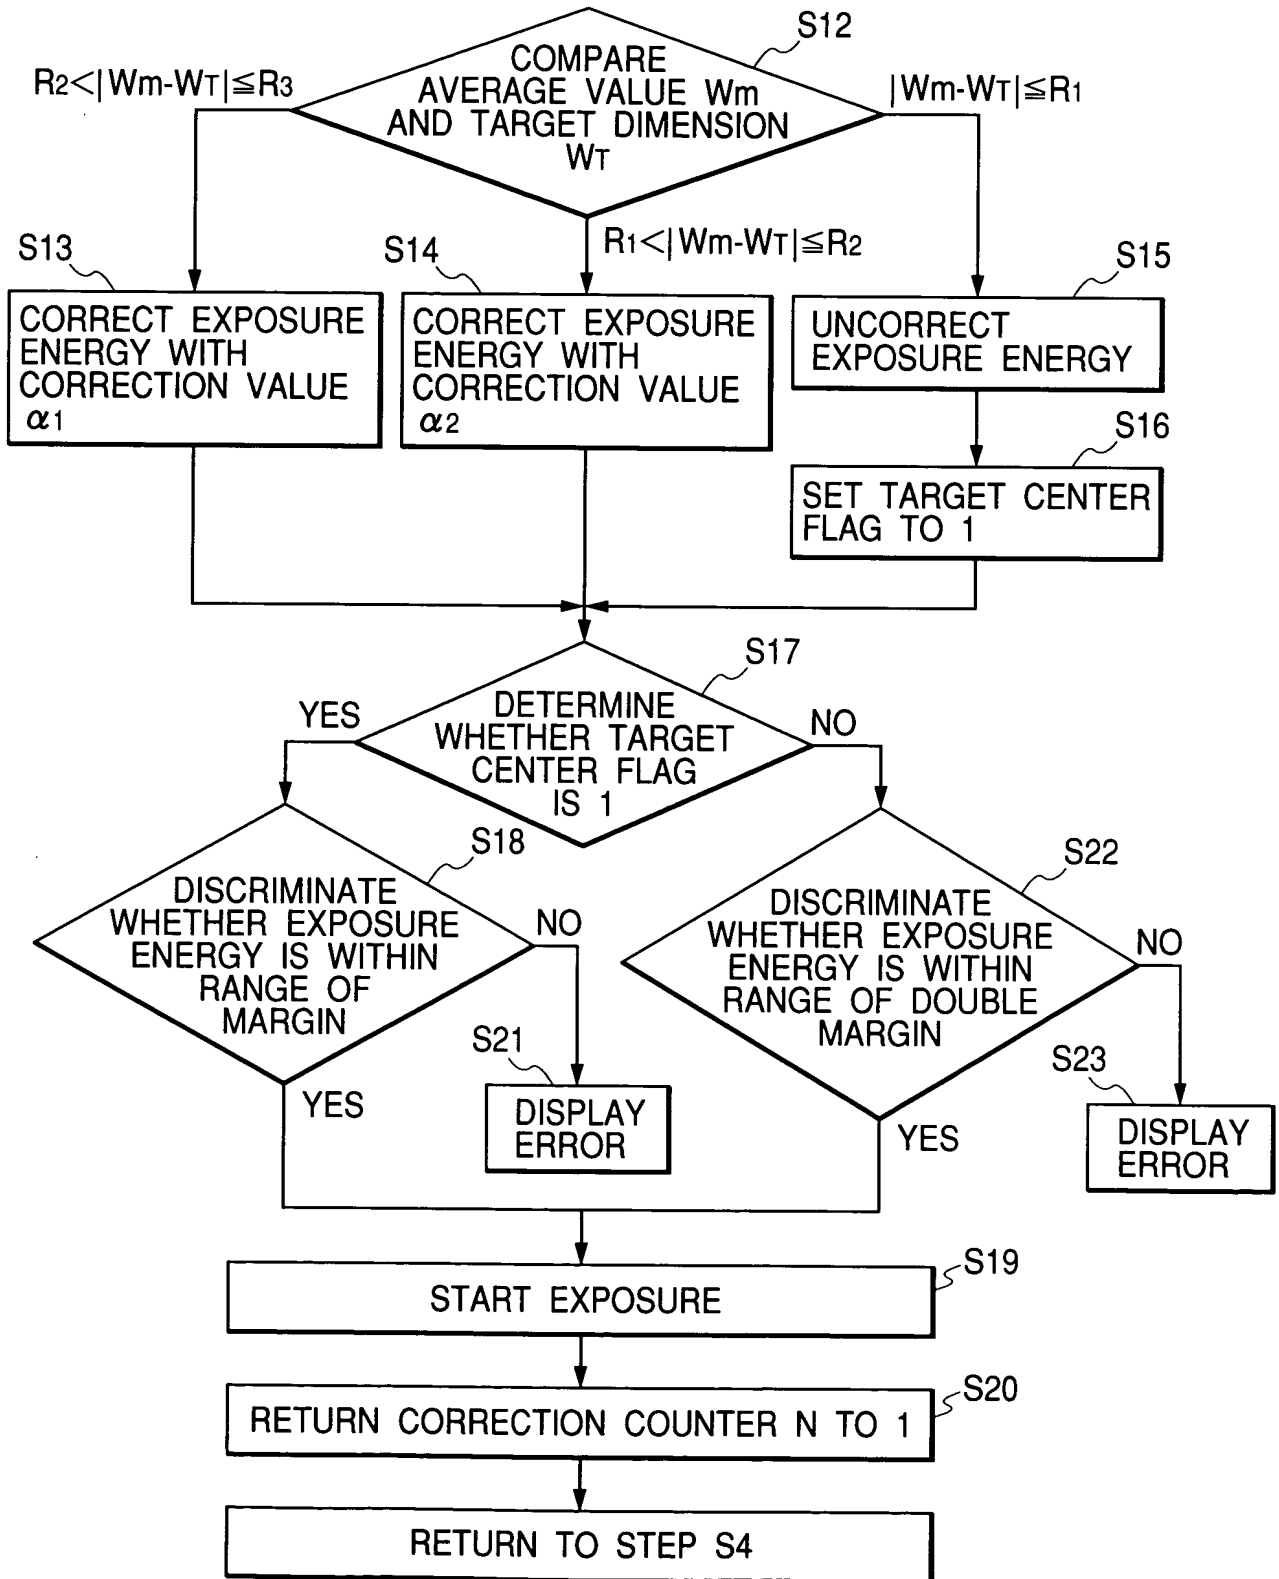 S12
COMPARE
AVERAGE VALUE Wm
AND TARGET DIMENSION
WT
R2<|Wm-WT|≦R3
|Wm-WT|≦R1
R1<|Wm-WT|≦R2
S13
CORRECT EXPOSURE
ENERGY WITH
CORRECTION VALUE
α1
S14
CORRECT EXPOSURE
ENERGY WITH
CORRECTION VALUE
α2
S15
UNCORRECT
EXPOSURE ENERGY
S16
SET TARGET CENTER
FLAG TO 1
S17
DETERMINE
WHETHER TARGET
CENTER FLAG
IS 1
YES
NO
S18
DISCRIMINATE
WHETHER EXPOSURE
ENERGY IS WITHIN
RANGE OF
MARGIN
NO
YES
S21
DISPLAY
ERROR
S22
DISCRIMINATE
WHETHER EXPOSURE
ENERGY IS WITHIN
RANGE OF DOUBLE
MARGIN
NO
YES
S23
DISPLAY
ERROR
S19
START EXPOSURE
S20
RETURN CORRECTION COUNTER N TO 1
RETURN TO STEP S4